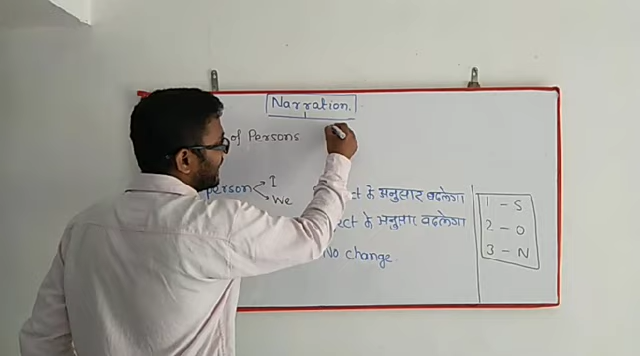 Narration.
of Persons
person I
We
ct के अनुसार बदलेगा
ect के अनुसार बदलेगा
No change.
1 - S
2 - O
3 - N